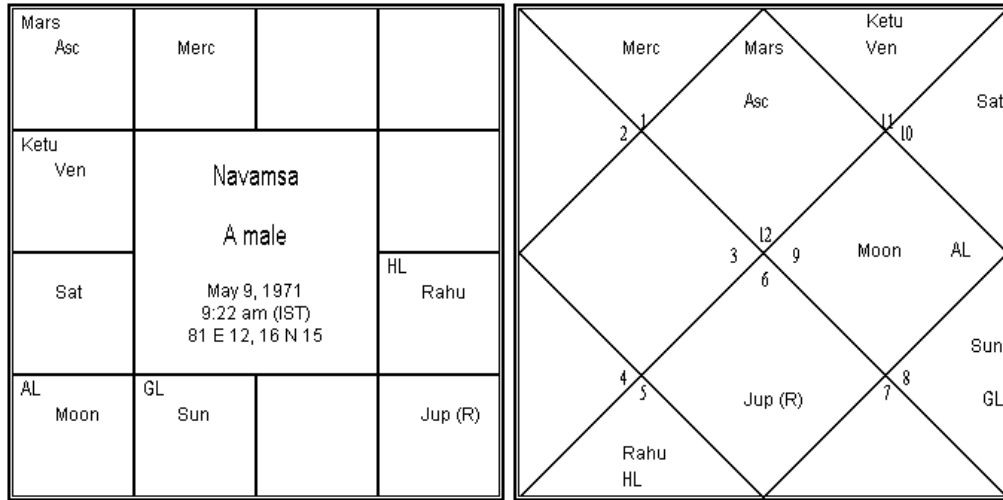 Mars
Asc
Merc
Ketu
Ven
Navamsa
A male
May 9, 1971
9:22 am (IST)
81 E 12, 16 N 15
Sat
HL
Rahu
AL
Moon
GL
Sun
Jup (R)
Merc
Mars
Asc
Ketu
Ven
Sat
1
2
11
10
12
3
9
6
Moon
AL
Sun
GL
4
5
8
7
Jup (R)
Rahu
HL